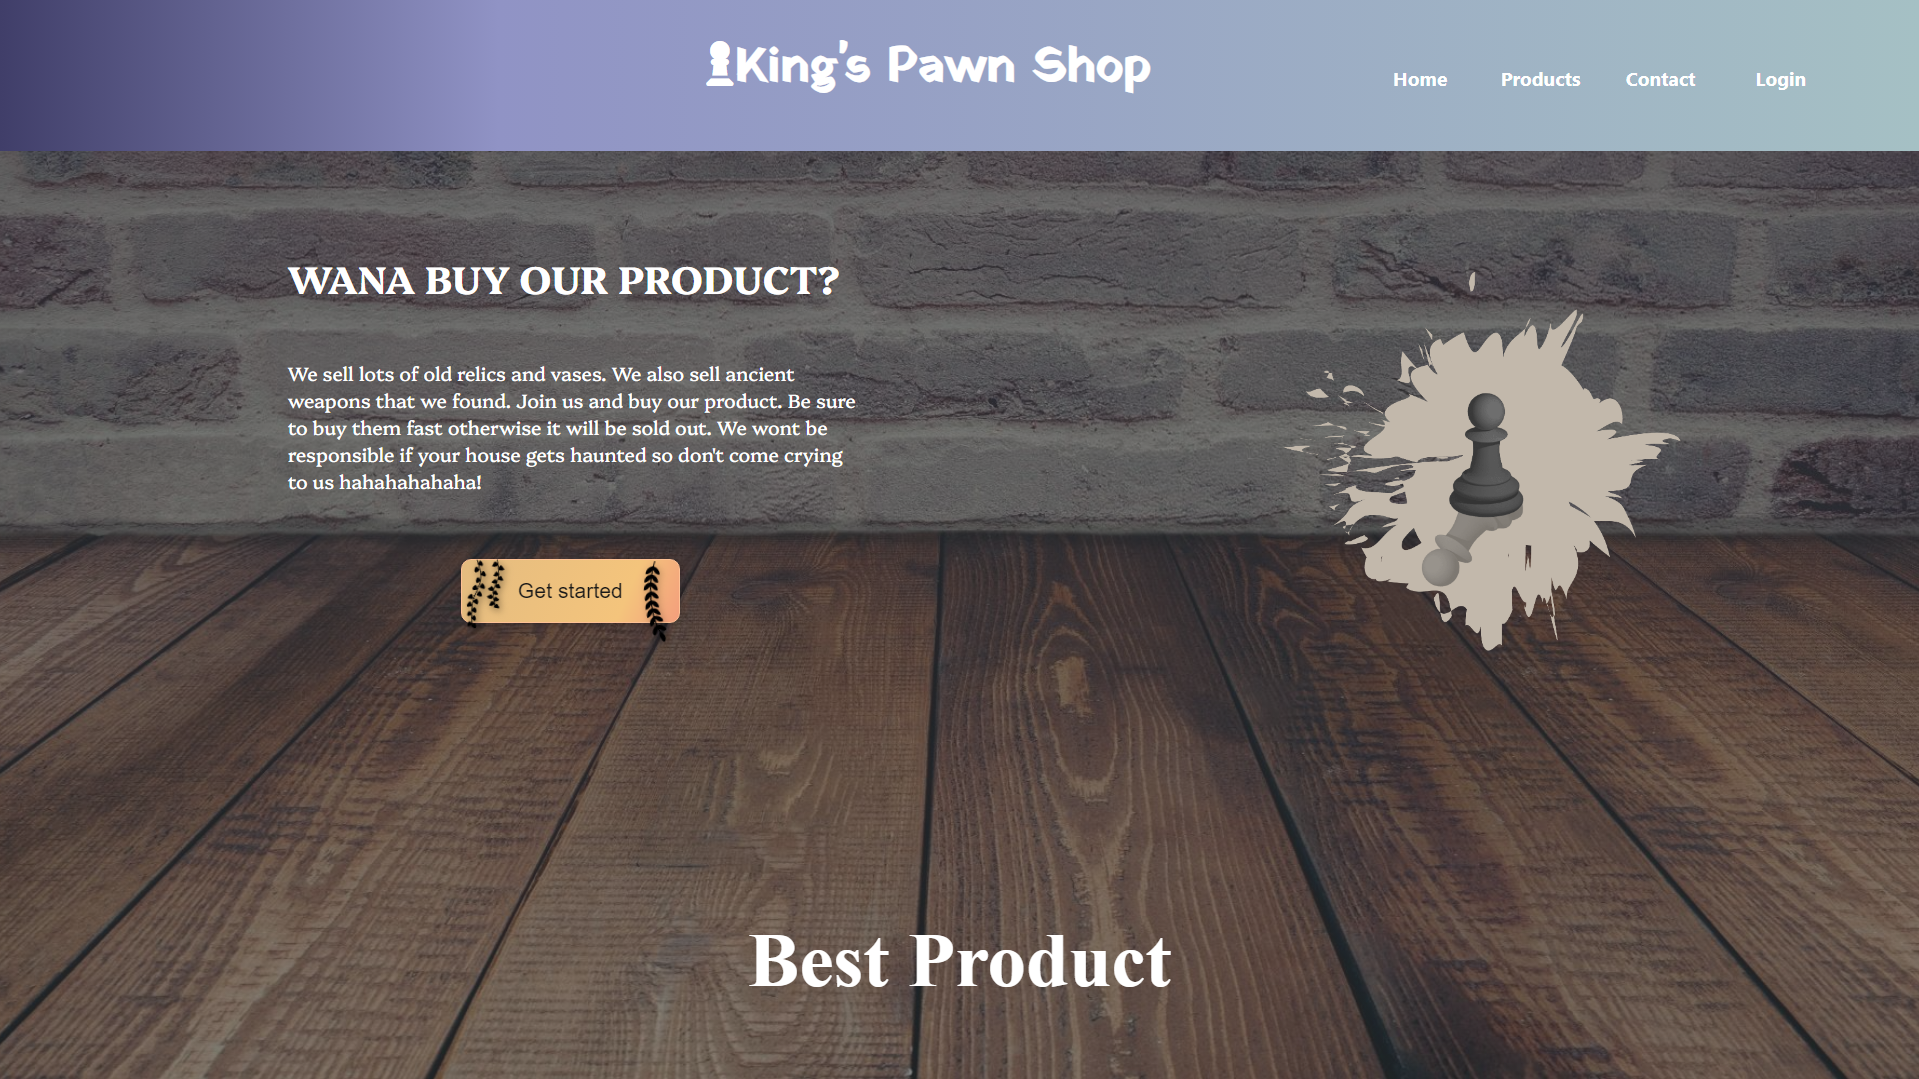 King's Pawn Shop
Home Products Contact Login
WANA BUY OUR PRODUCT?
We sell lots of old relics and vases. We also sell ancient
weapons that we found. Join us and buy our product. Be sure
to buy them fast otherwise it will be sold out. We wont be
responsible if your house gets haunted so don't come crying
to us hahahahahaha!
Get started
Best Product